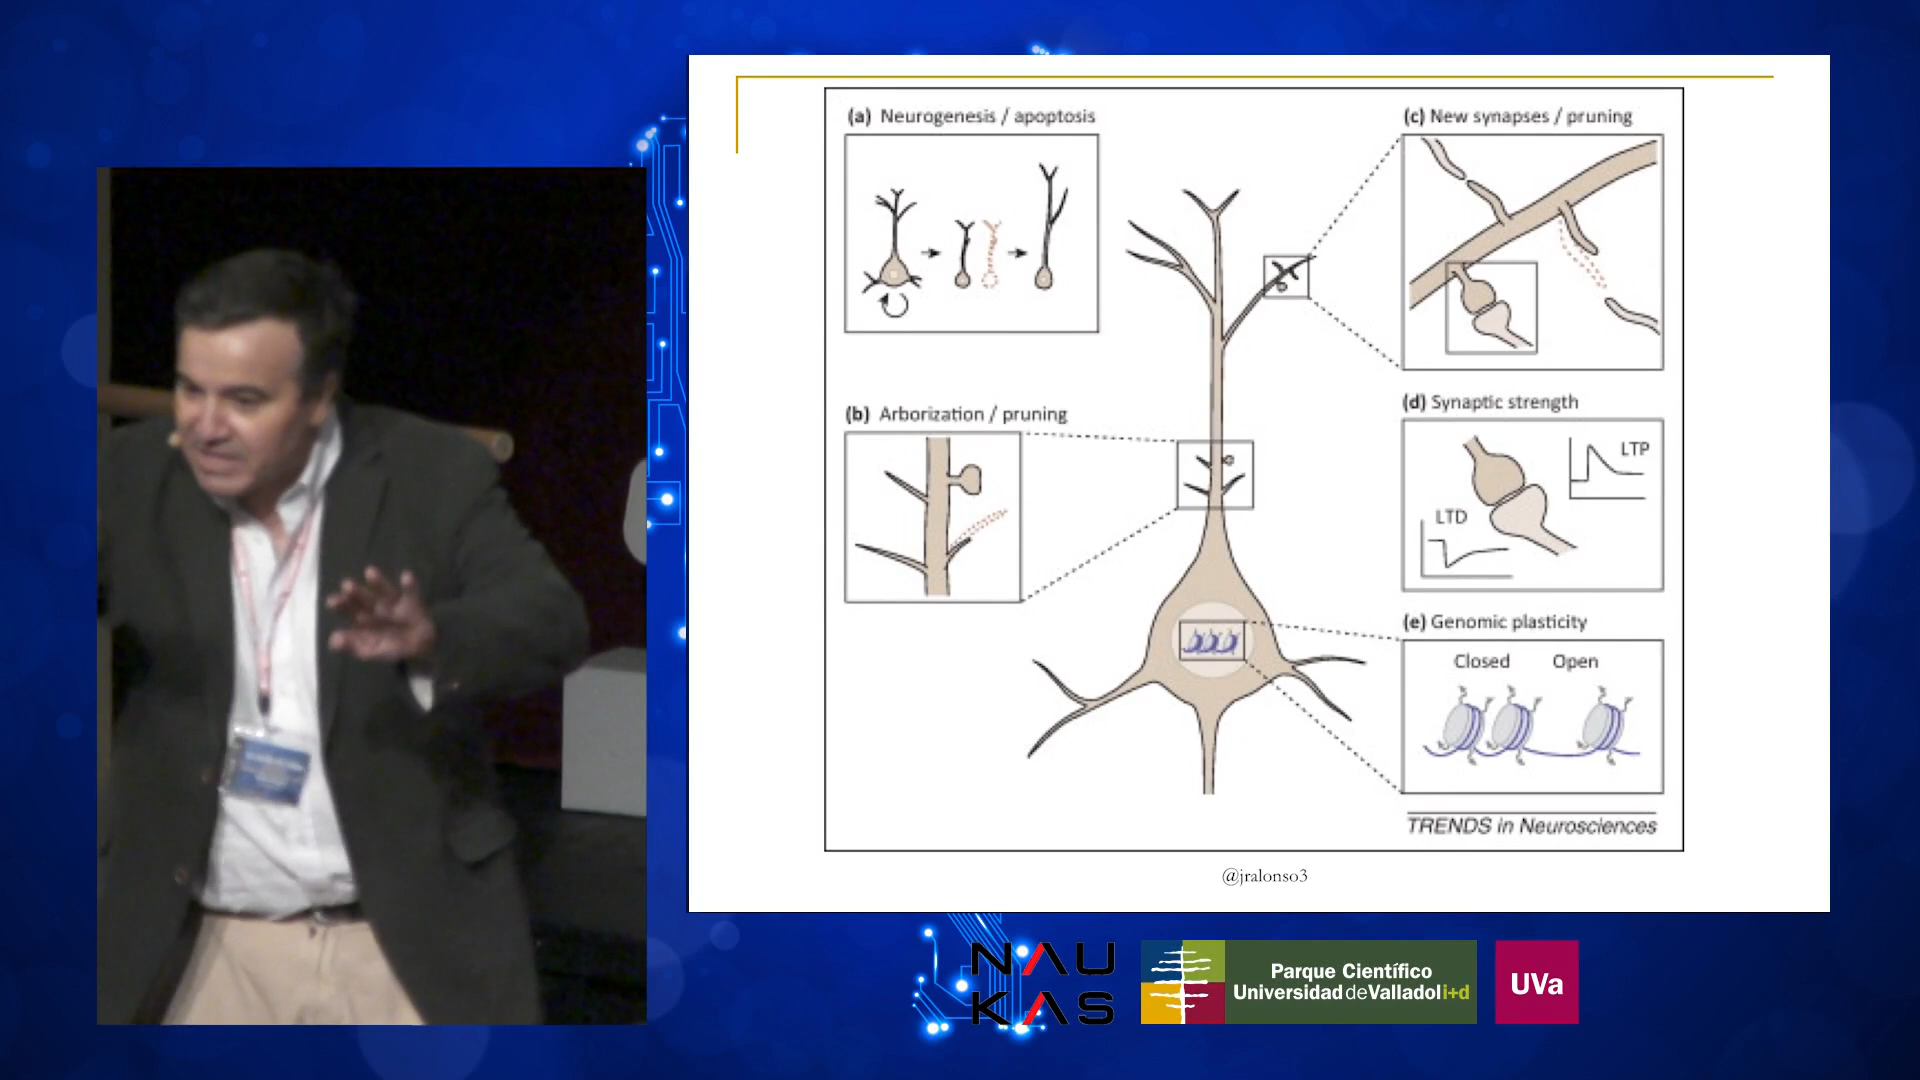 (a) Neurogenesis / apoptosis
(b) Arborization / pruning
(c) New synapses / pruning
(d) Synaptic strength
LTP
LTD
(e) Genomic plasticity
Closed Open
TRENDS in Neurosciences
@jralonso3
NAU
KAS
Parque Científico
Universidad de Valladoli+d
UVa